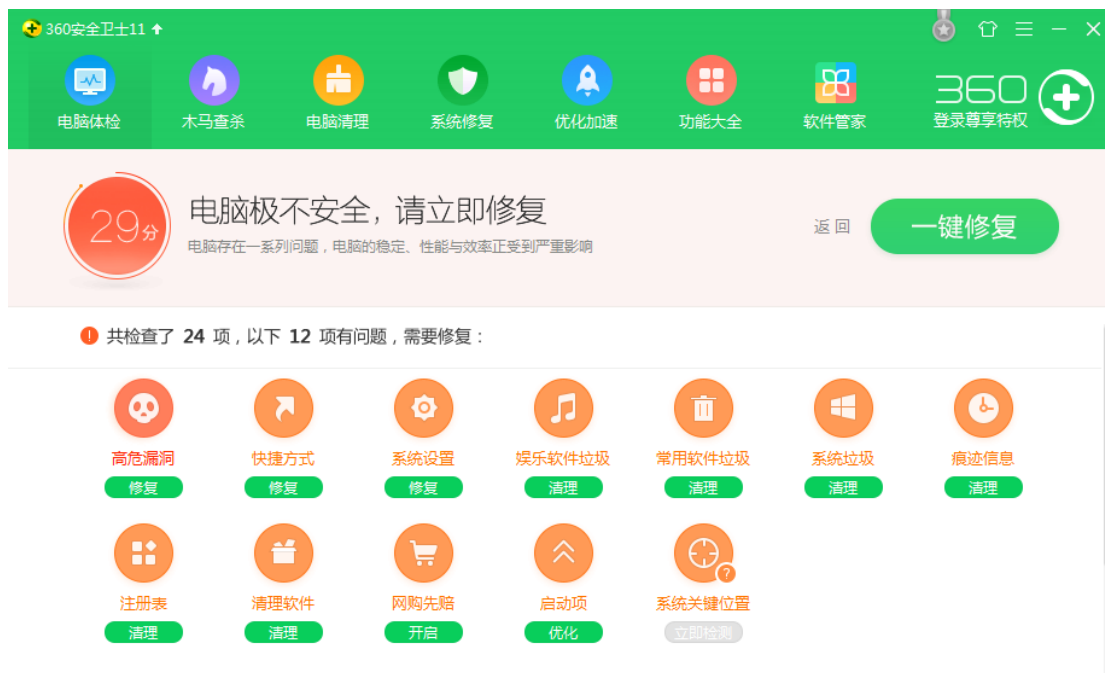 360安全卫士11
电脑体检 木马查杀 电脑清理 系统修复 优化加速 功能大全 软件管家
360
登录尊享特权
29分
电脑极不安全，请立即修复
电脑存在一系列问题，电脑的稳定、性能与效率正受到严重影响
返回
一键修复
共检查了 24 项，以下 12 项有问题，需要修复：
高危漏洞 快捷方式 系统设置 娱乐软件垃圾 常用软件垃圾 系统垃圾 痕迹信息
修复 修复 修复 清理 清理 清理 清理
注册表 清理软件 网购先赔 启动项 系统关键位置
清理 清理 开启 优化 立即检测